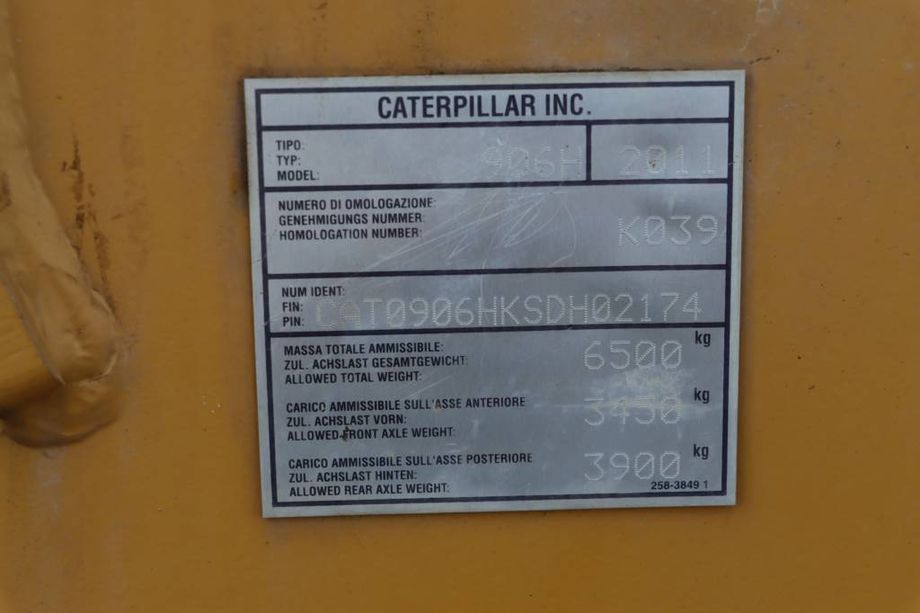 CATERPILLAR INC.
TIPO:
TYP:
MODEL: 906H 2011
NUMERO DI OMOLOGAZIONE:
GENEHMIGUNGS NUMMER:
HOMOLOGATION NUMBER: K039
NUM IDENT:
FIN:
PIN: CAT0906HKSDH02174
MASSA TOTALE AMMISSIBILE:
ZUL. ACHSLAST GESAMTGEWICHT: 6500 kg
ALLOWED TOTAL WEIGHT:
CARICO AMMISSIBILE SULL'ASSE ANTERIORE
ZUL. ACHSLAST VORN: 3450 kg
ALLOWED FRONT AXLE WEIGHT:
CARICO AMMISSIBILE SULL'ASSE POSTERIORE
ZUL. ACHSLAST HINTEN: 3900 kg
ALLOWED REAR AXLE WEIGHT:
258-3849 1